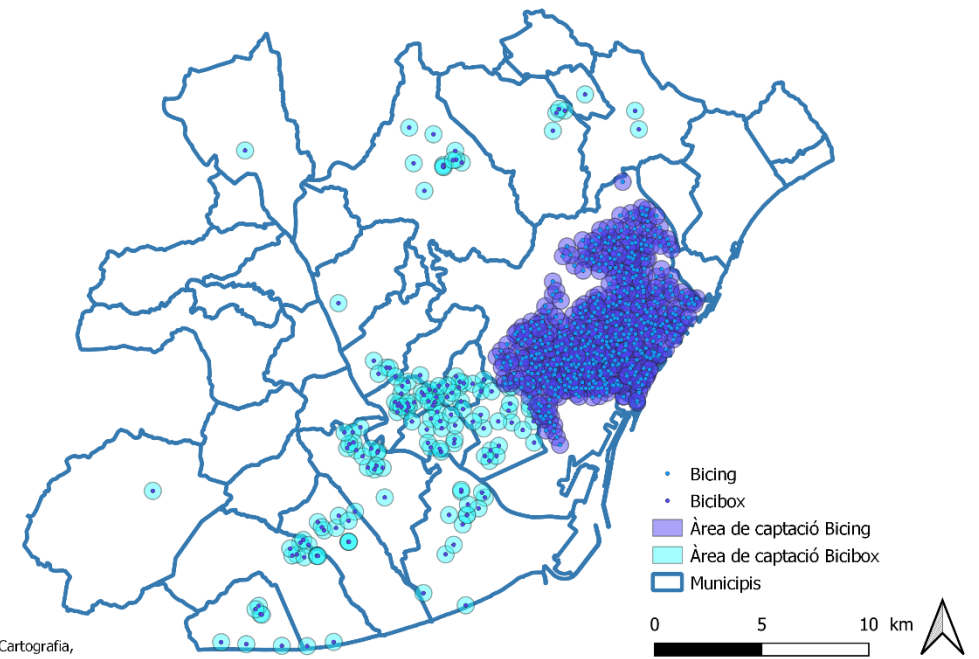 Bicing
Bicibox
Àrea de captació Bicing
Àrea de captació Bicibox
Municipis
0 5 10 km
Cartografia,